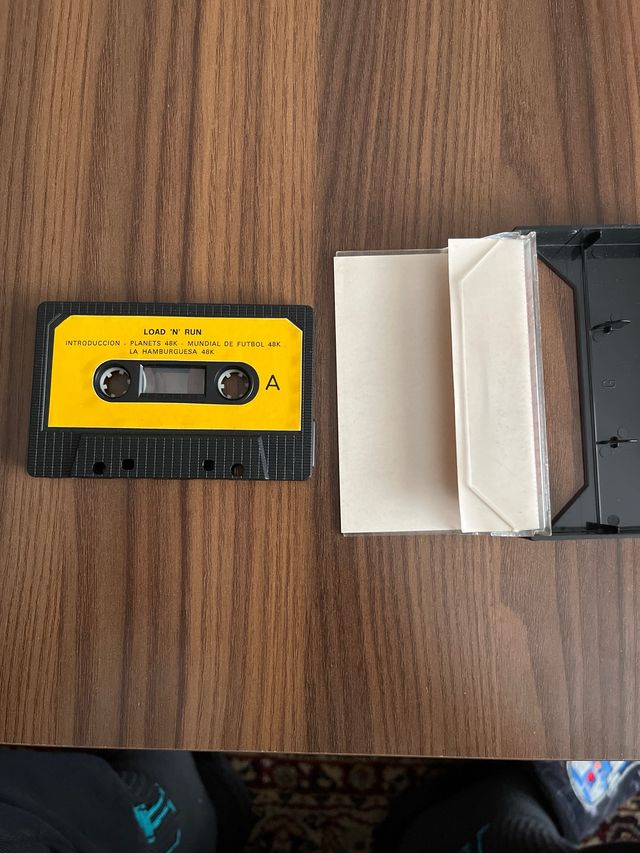 LOAD 'N' RUN
INTRODUCCION - PLANETS 48K - MUNDIAL DE FUTBOL 48K
LA HAMBURGUESA 48K
A